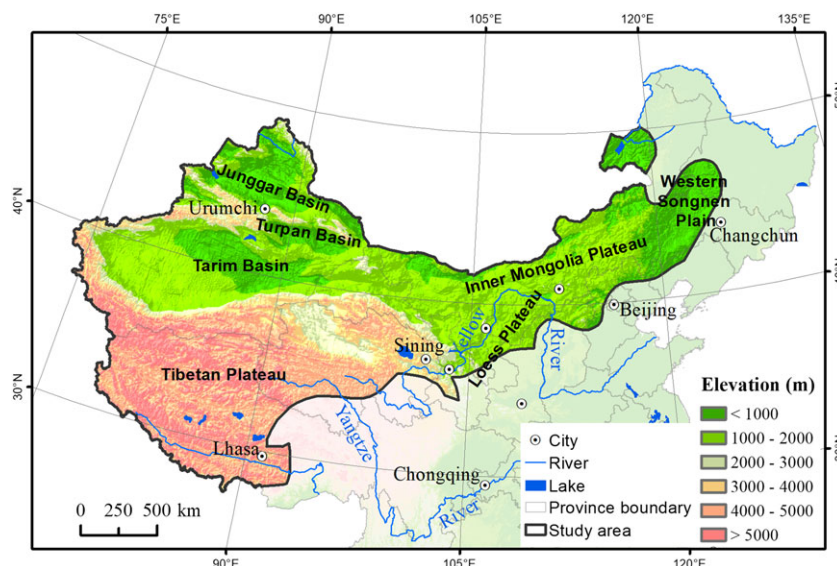 75°E
90°E
105°E
120°E
135°E
40°N
30°N
Junggar Basin
Urumchi
Turpan Basin
Tarim Basin
Western
Songnen
Plain
Changchun
Inner Mongolia Plateau
Beijing
Loess Plateau
Yellow
River
Sining
Tibetan Plateau
Yangtze
River
Lhasa
Chongqing
0 250 500 km
City
River
Lake
Province boundary
Study area
Elevation (m)
< 1000
1000 - 2000
2000 - 3000
3000 - 4000
4000 - 5000
> 5000
90°E
105°E
120°E